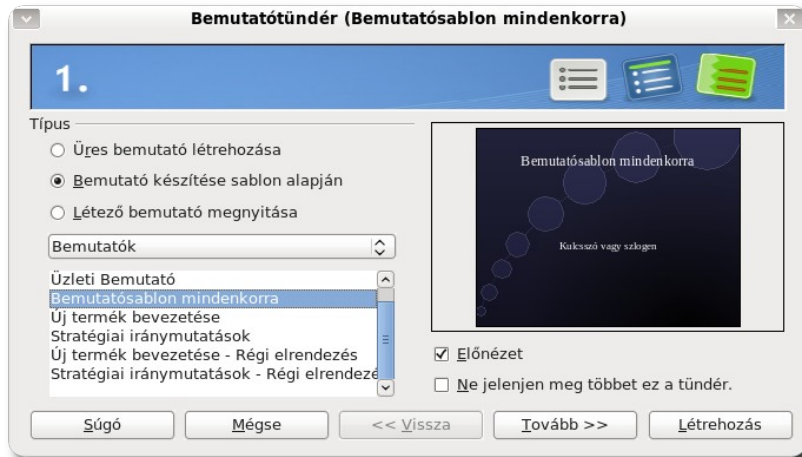 Bemutatótündér (Bemutatósablon mindenkorra)
1.
Típus
Üres bemutató létrehozása
Bemutató készítése sablon alapján
Létező bemutató megnyitása
Bemutatók
Üzleti Bemutató
Bemutatósablon mindenkorra
Új termék bevezetése
Stratégiai iránymutatások
Új termék bevezetése - Régi elrendezés
Stratégiai iránymutatások - Régi elrendezé
Bemutatósablon mindenkorra
Kulcsszó vagy szlogen
Előnézet
Ne jelenjen meg többet ez a tündér.
Súgó Mégse << Vissza Tovább >> Létrehozás